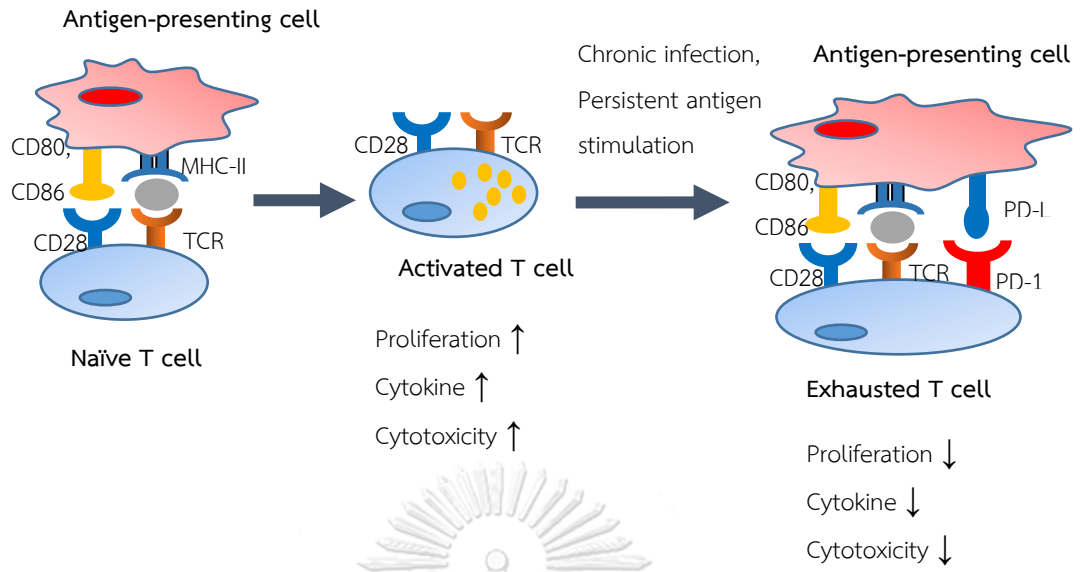 Antigen-presenting cell
CD80,
CD86
MHC-II
CD28
TCR
Naïve T cell
CD28
TCR
Activated T cell
Proliferation ↑
Cytokine ↑
Cytotoxicity ↑
Chronic infection,
Persistent antigen
stimulation
Antigen-presenting cell
CD80,
CD86
PD-L
CD28
TCR
PD-1
Exhausted T cell
Proliferation ↓
Cytokine ↓
Cytotoxicity ↓